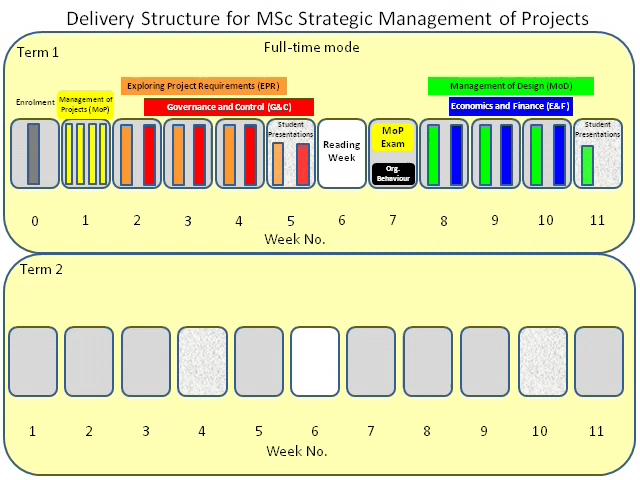 Delivery Structure for MSc Strategic Management of Projects
Term 1
Full-time mode
Exploring Project Requirements (EPR)
Management of Design (MoD)
Enrolment
Management of
Projects (MoP)
Governance and Control (G&C)
Economics and Finance (E&F)
Student
Presentations
Reading
Week
MoP
Exam
Org.
Behaviour
Student
Presentations
0 1 2 3 4 5 6 7 8 9 10 11
Week No.
Term 2
1 2 3 4 5 6 7 8 9 10 11
Week No.